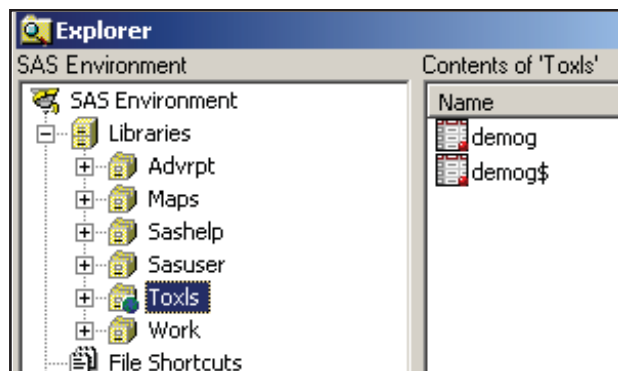 Explorer
SAS Environment
Contents of 'Toxls'
SAS Environment
Libraries
Advrpt
Maps
Sashelp
Sasuser
Toxls
Work
File Shortcuts
Name
demog
demog$